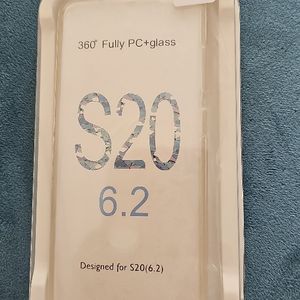 360° Fully PC+glass
S20
6.2
Designed for S20(6.2)